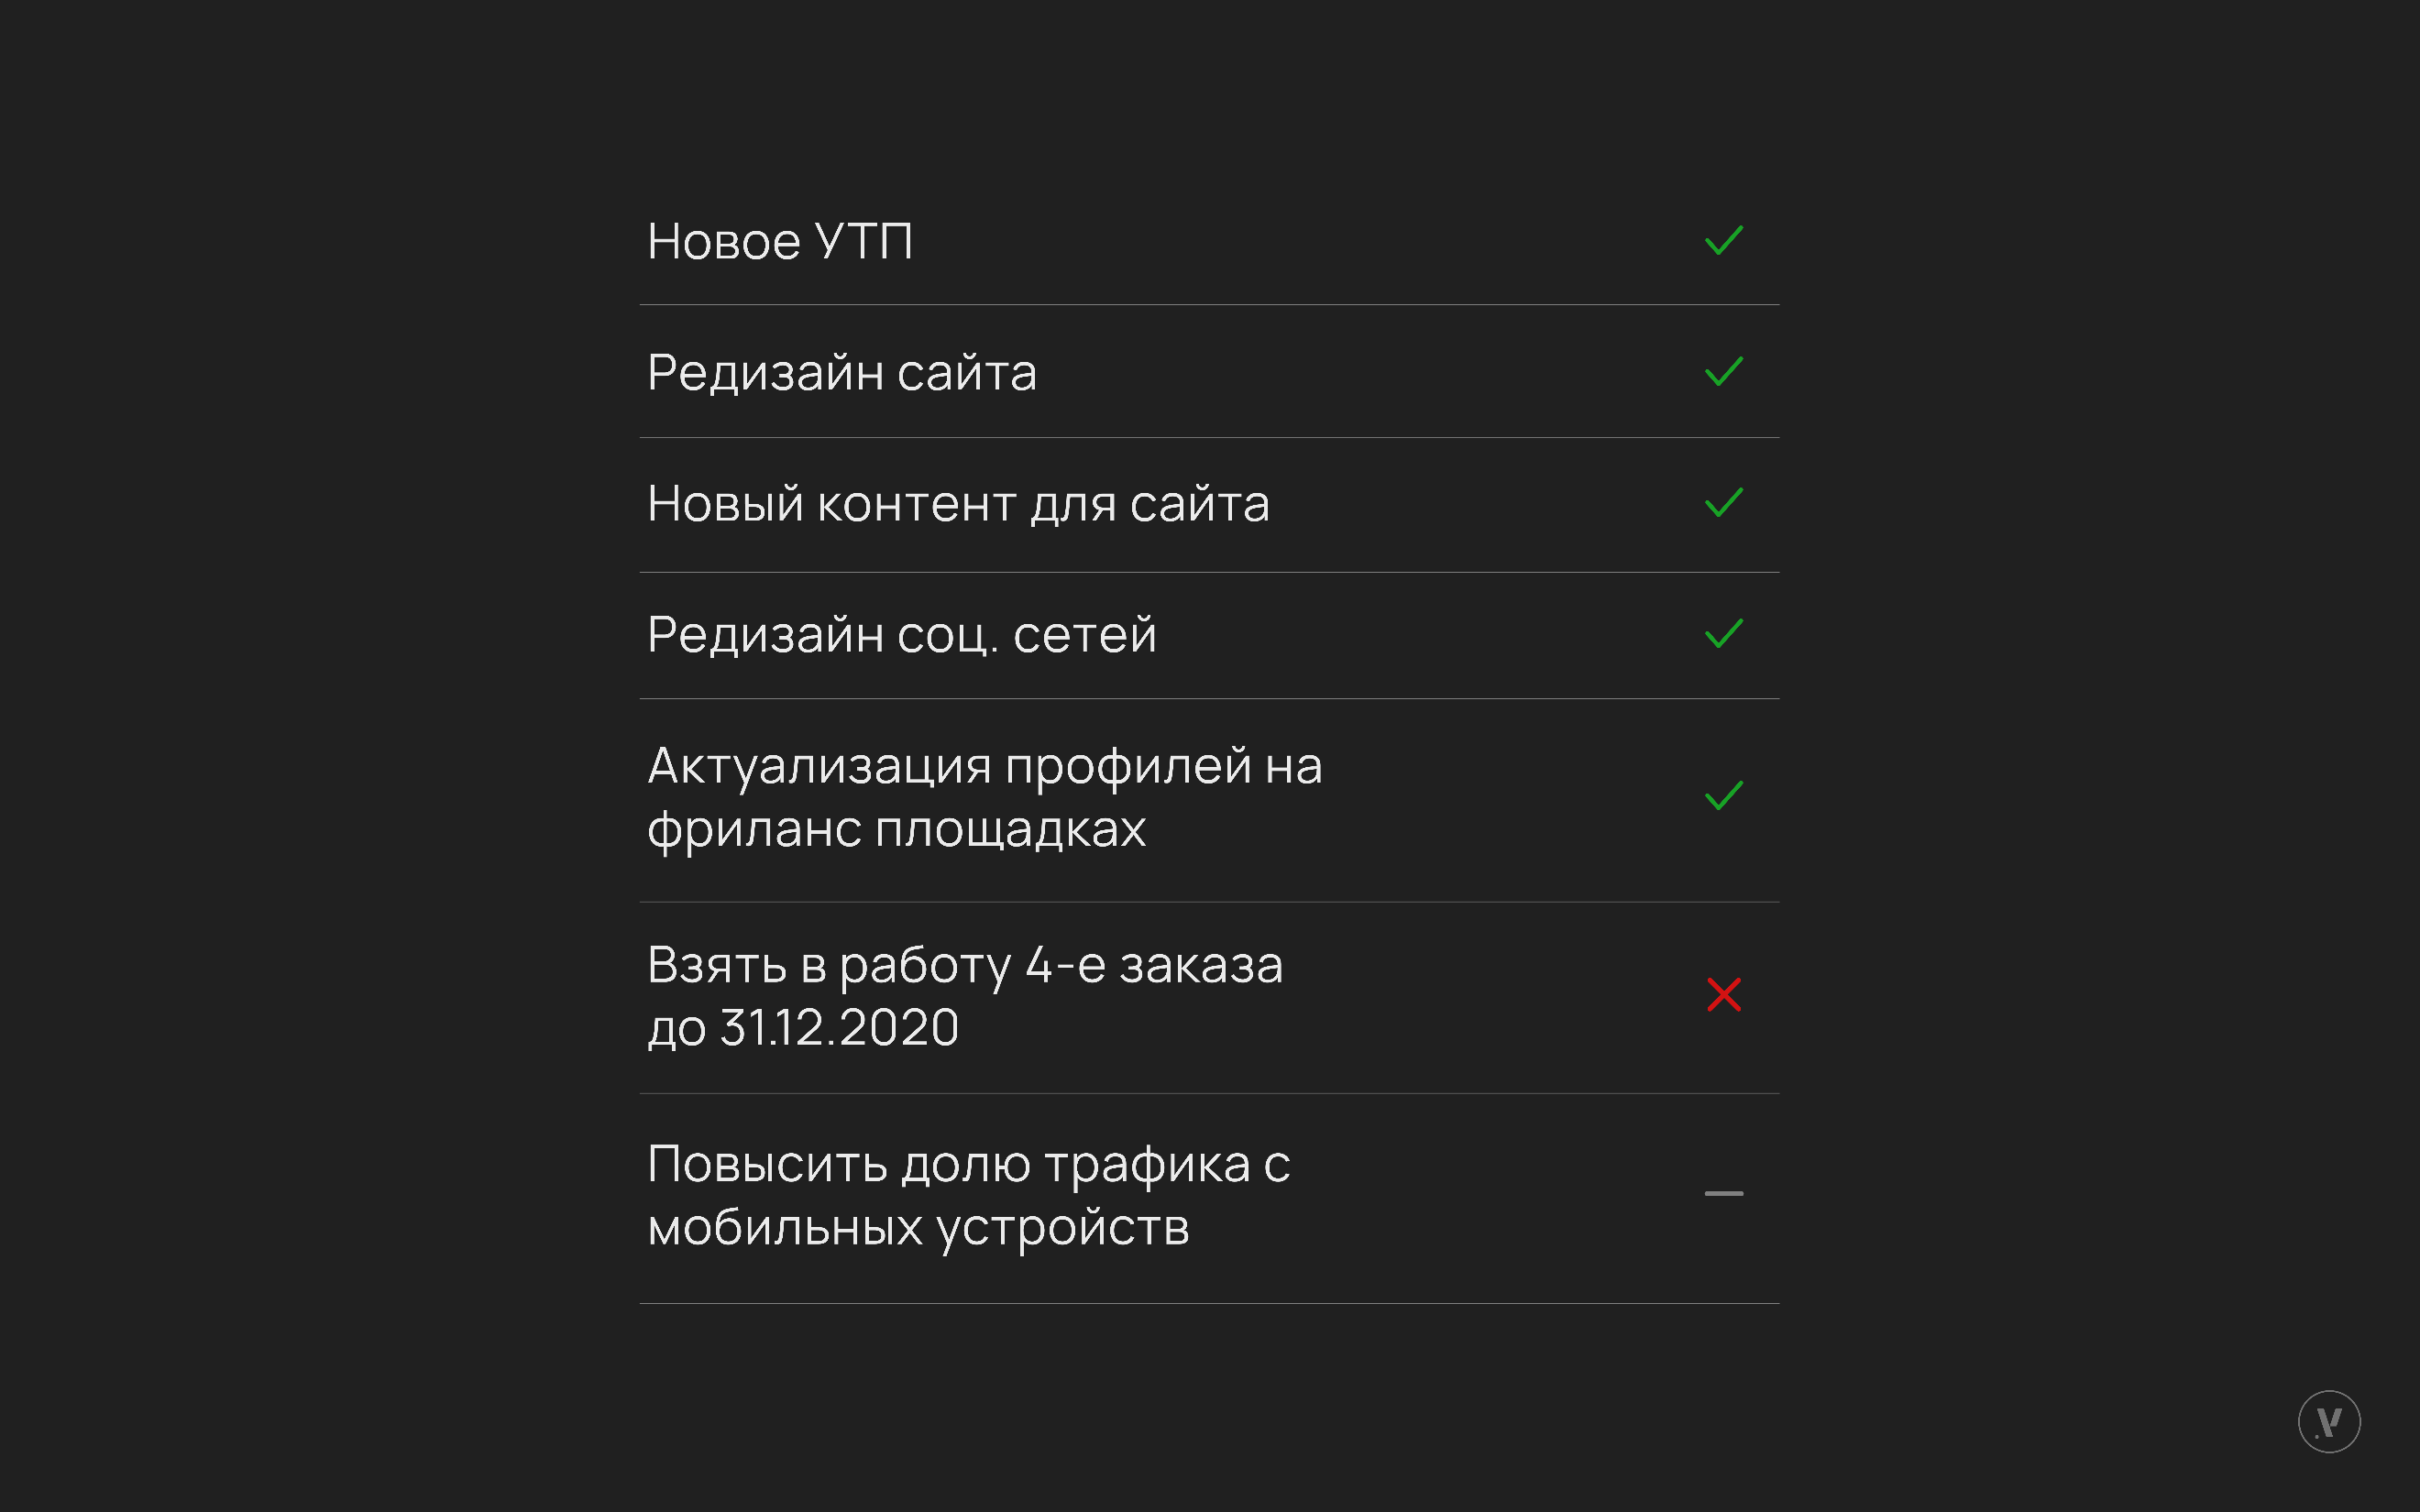 Новое УТП
Редизайн сайта
Новый контент для сайта
Редизайн соц. сетей
Актуализация профилей на
фриланс площадках
Взять в работу 4-е заказа
до 31.12.2020
Повысить долю трафика с
мобильных устройств
.V